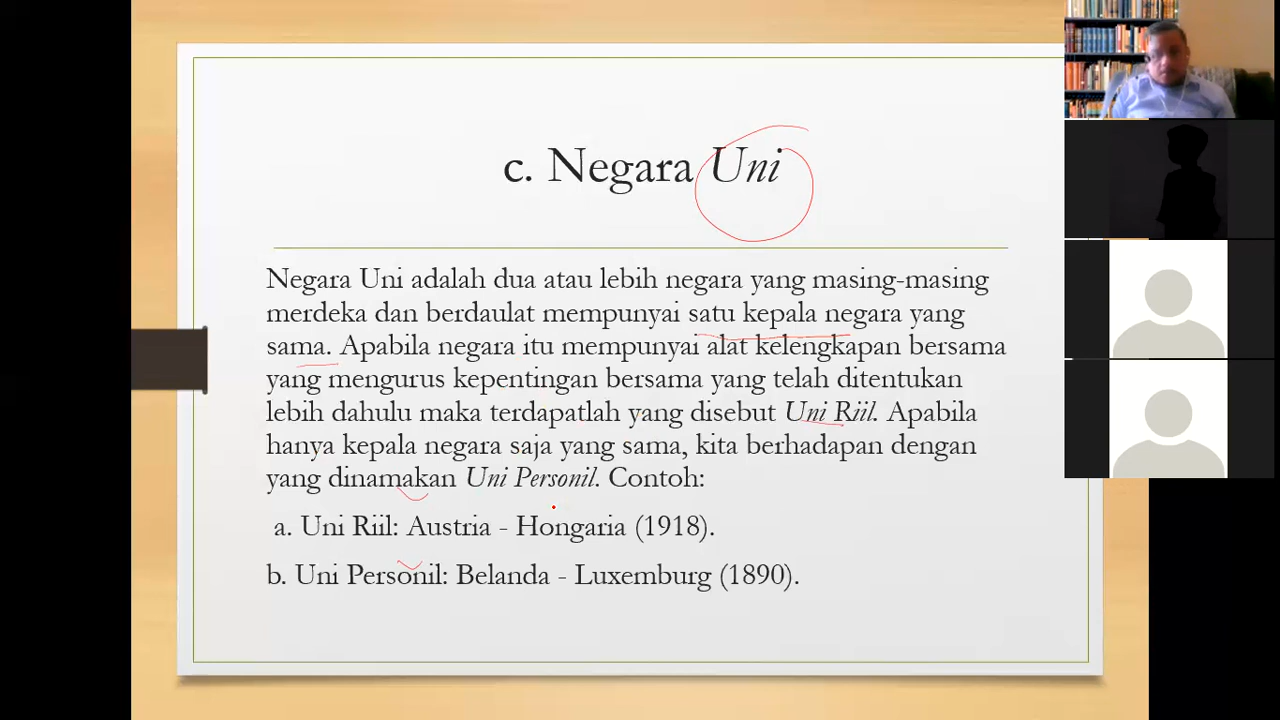 c. Negara Uni
Negara Uni adalah dua atau lebih negara yang masing-masing
merdeka dan berdaulat mempunyai satu kepala negara yang
sama. Apabila negara itu mempunyai alat kelengkapan bersama
yang mengurus kepentingan bersama yang telah ditentukan
lebih dahulu maka terdapatlah yang disebut Uni Riil. Apabila
hanya kepala negara saja yang sama, kita berhadapan dengan
yang dinamakan Uni Personil. Contoh:
a. Uni Riil: Austria - Hongaria (1918).
b. Uni Personil: Belanda - Luxemburg (1890).